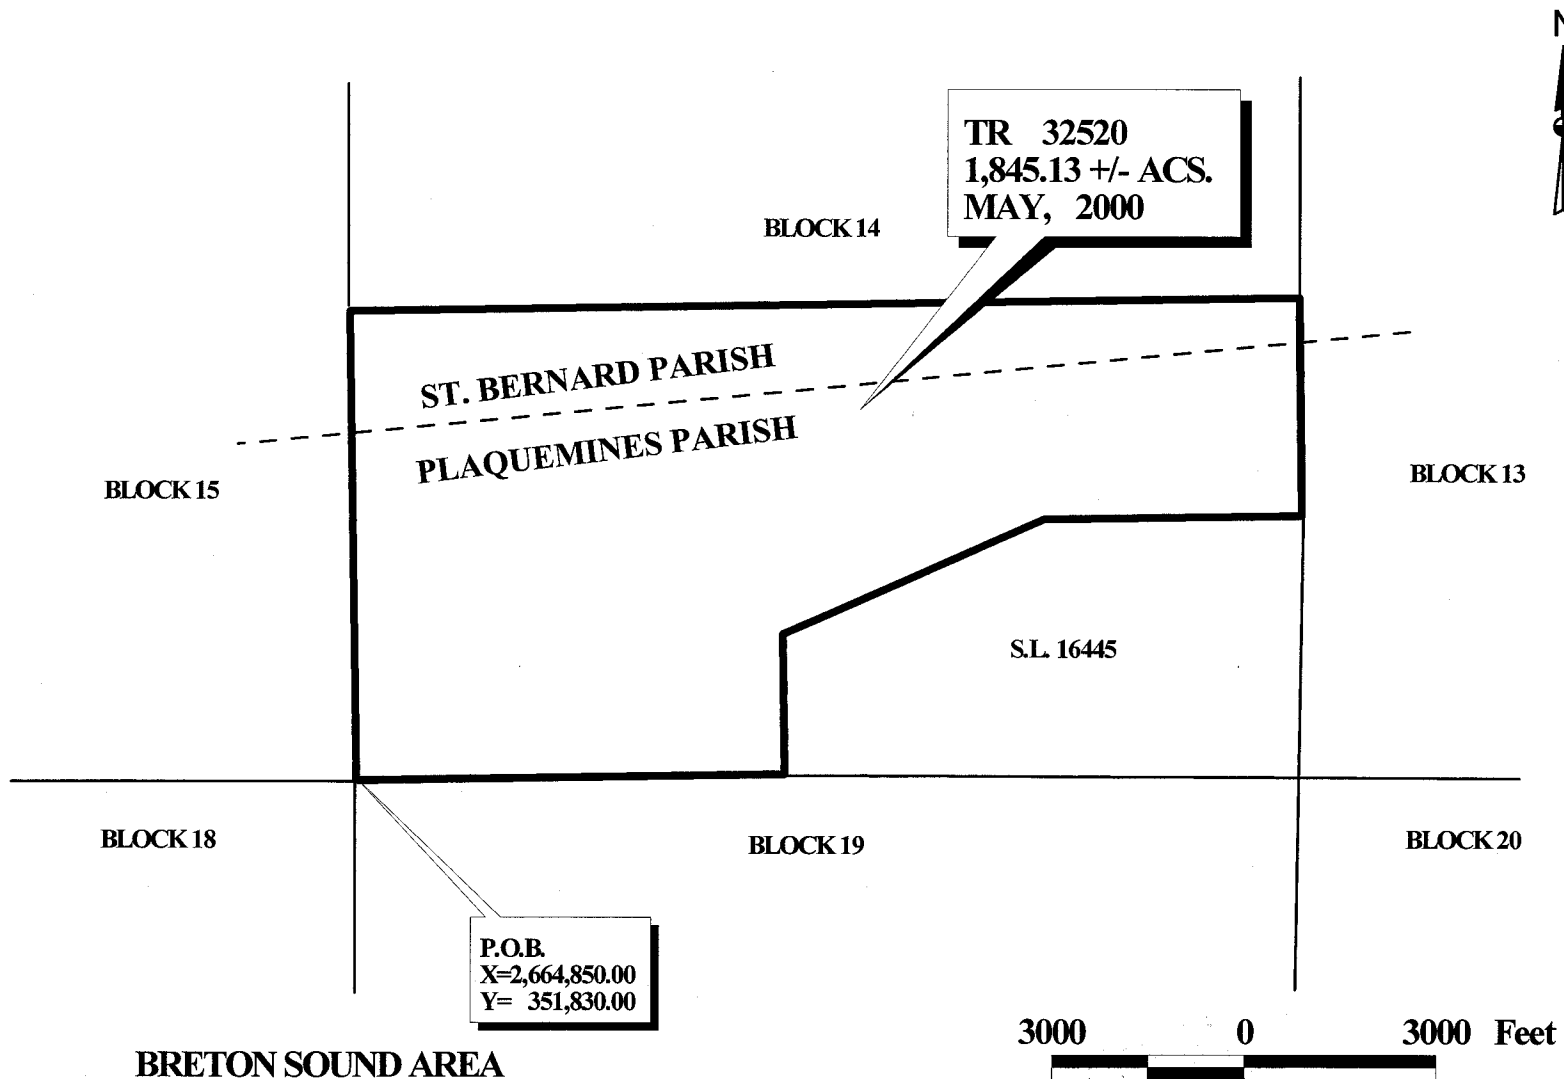 N
TR 32520
1,845.13 +/- ACS.
MAY, 2000
BLOCK 14
ST. BERNARD PARISH
PLAQUEMINES PARISH
BLOCK 15
BLOCK 13
S.L. 16445
BLOCK 18
BLOCK 19
BLOCK 20
P.O.B.
X=2,664,850.00
Y= 351,830.00
BRETON SOUND AREA
3000 0 3000 Feet